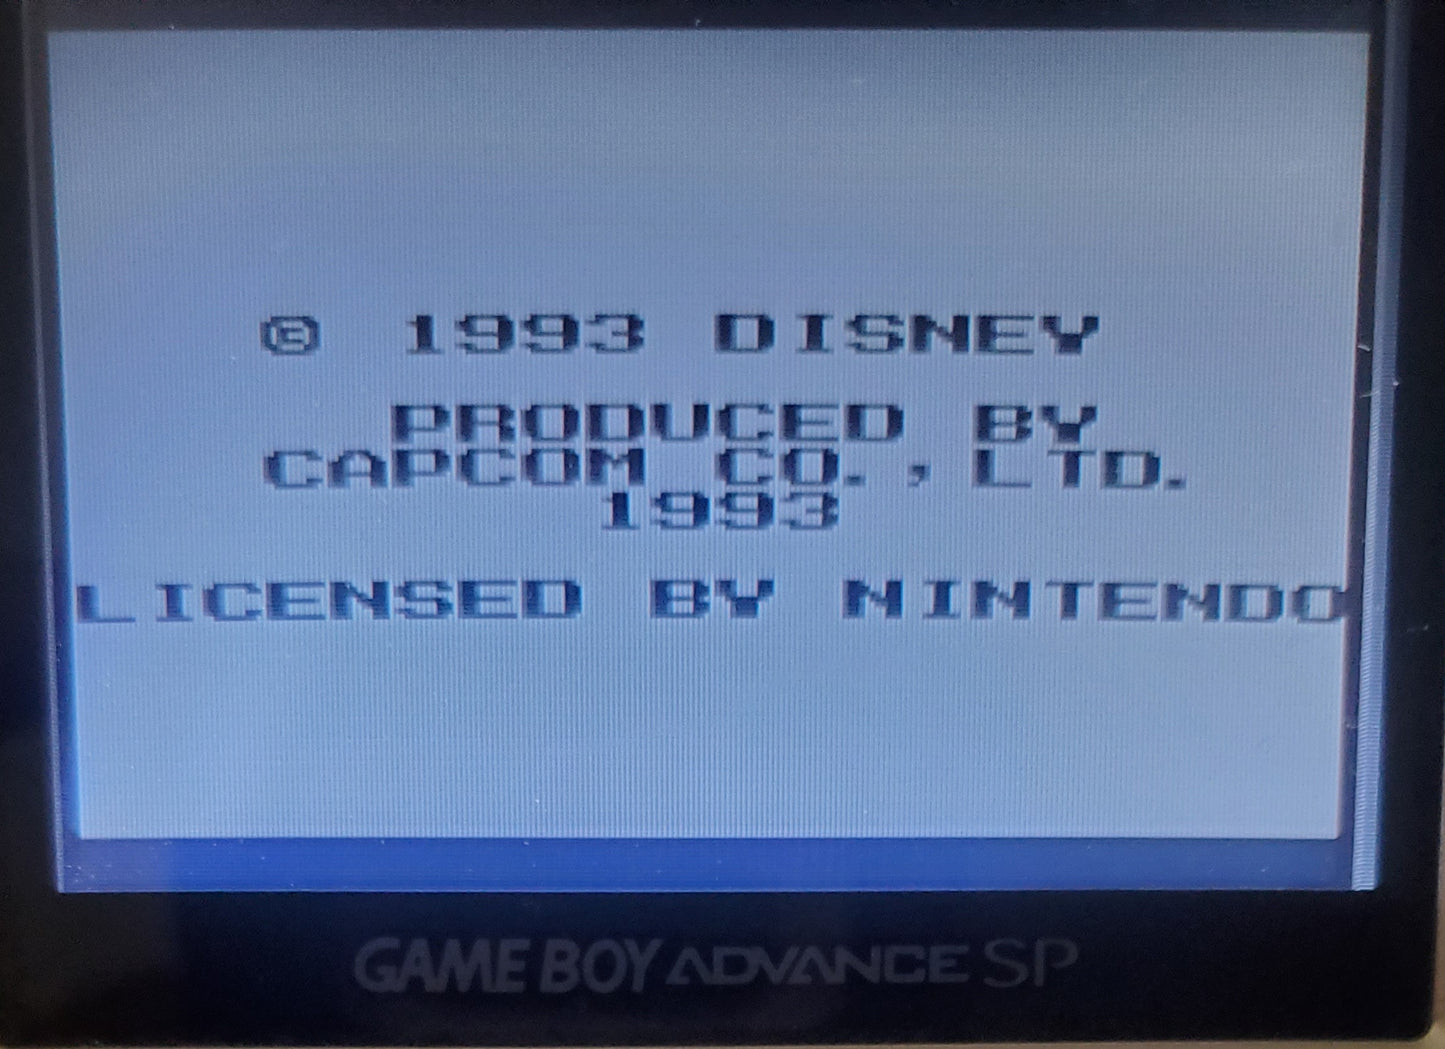 © 1993 DISNEY
PRODUCED BY
CAPCOM CO., LTD.
1993
LICENSED BY NINTENDO
GAME BOY ADVANCE SP